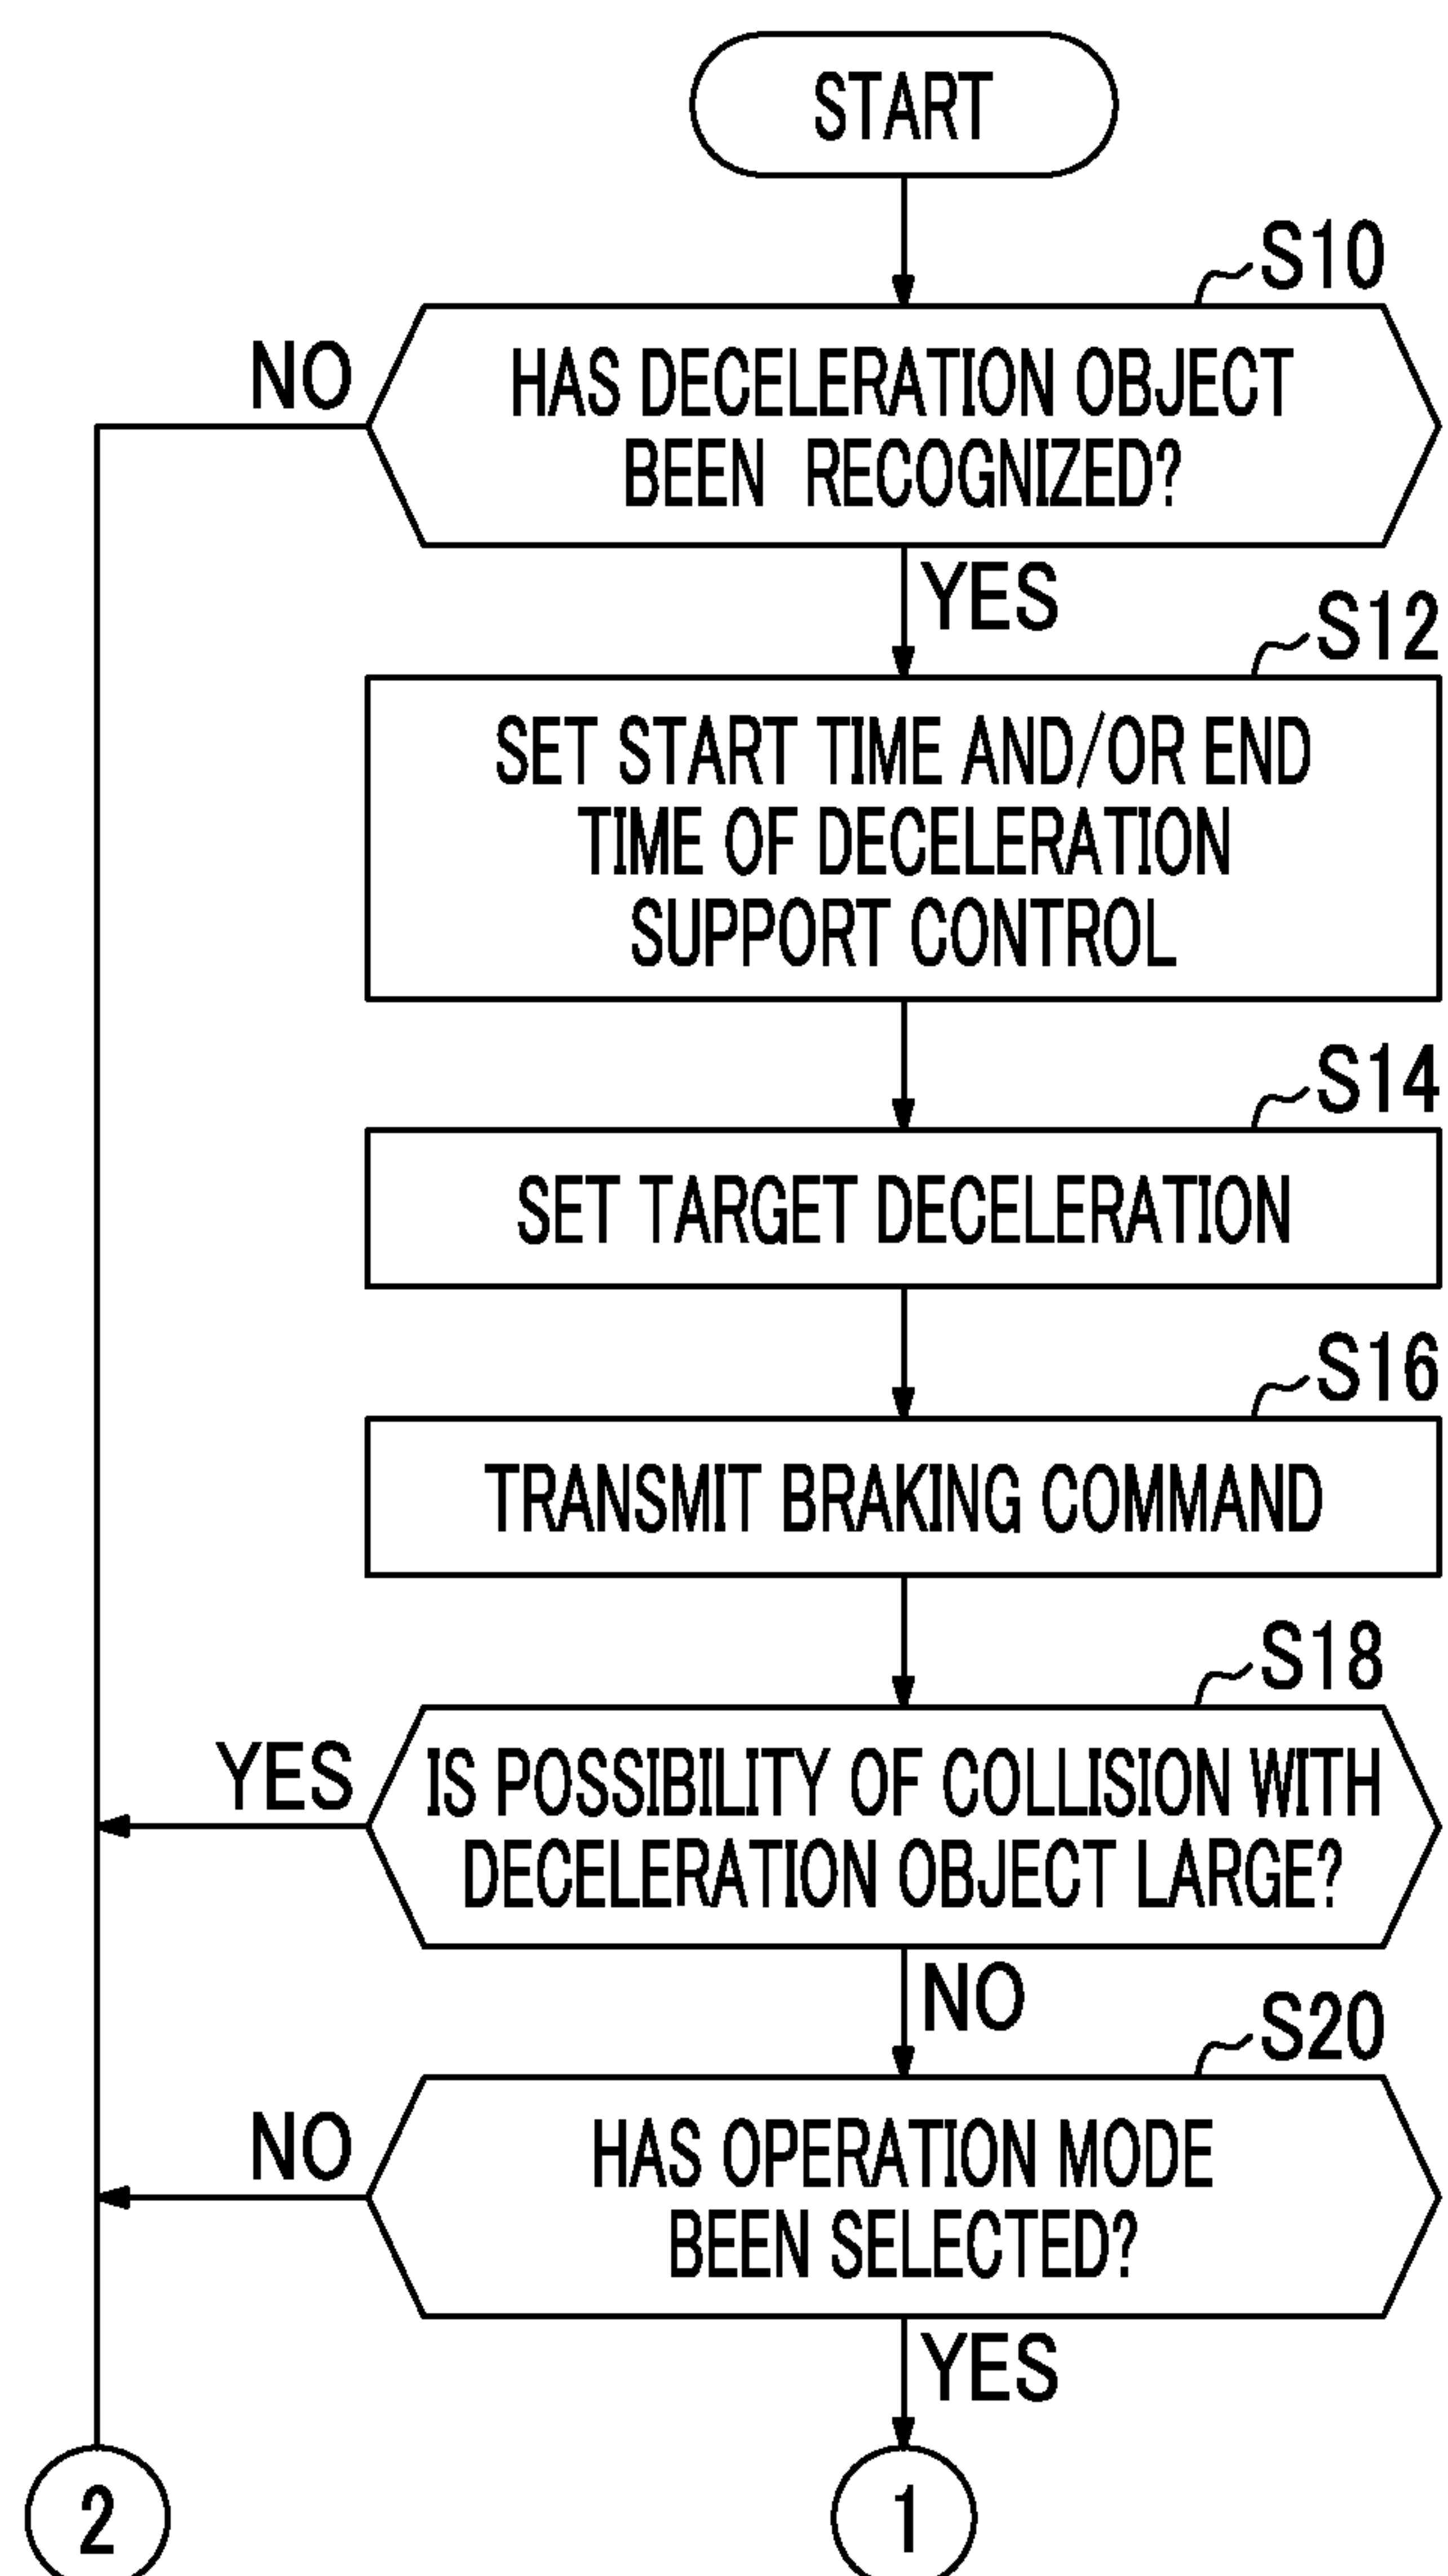 START
S10
NO
HAS DECELERATION OBJECT
BEEN RECOGNIZED?
YES
S12
SET START TIME AND/OR END
TIME OF DECELERATION
SUPPORT CONTROL
S14
SET TARGET DECELERATION
S16
TRANSMIT BRAKING COMMAND
S18
YES
IS POSSIBILITY OF COLLISION WITH
DECELERATION OBJECT LARGE?
NO
S20
NO
HAS OPERATION MODE
BEEN SELECTED?
YES
2
1